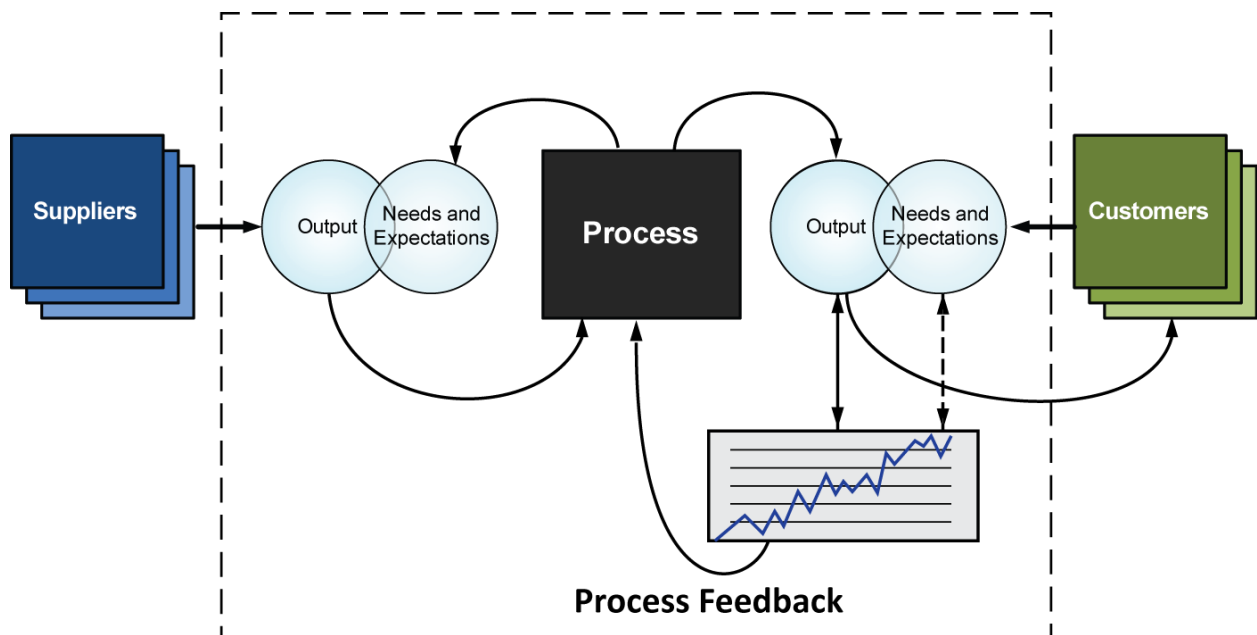 Suppliers
Output
Needs and
Expectations
Process
Output
Needs and
Expectations
Customers
Process Feedback